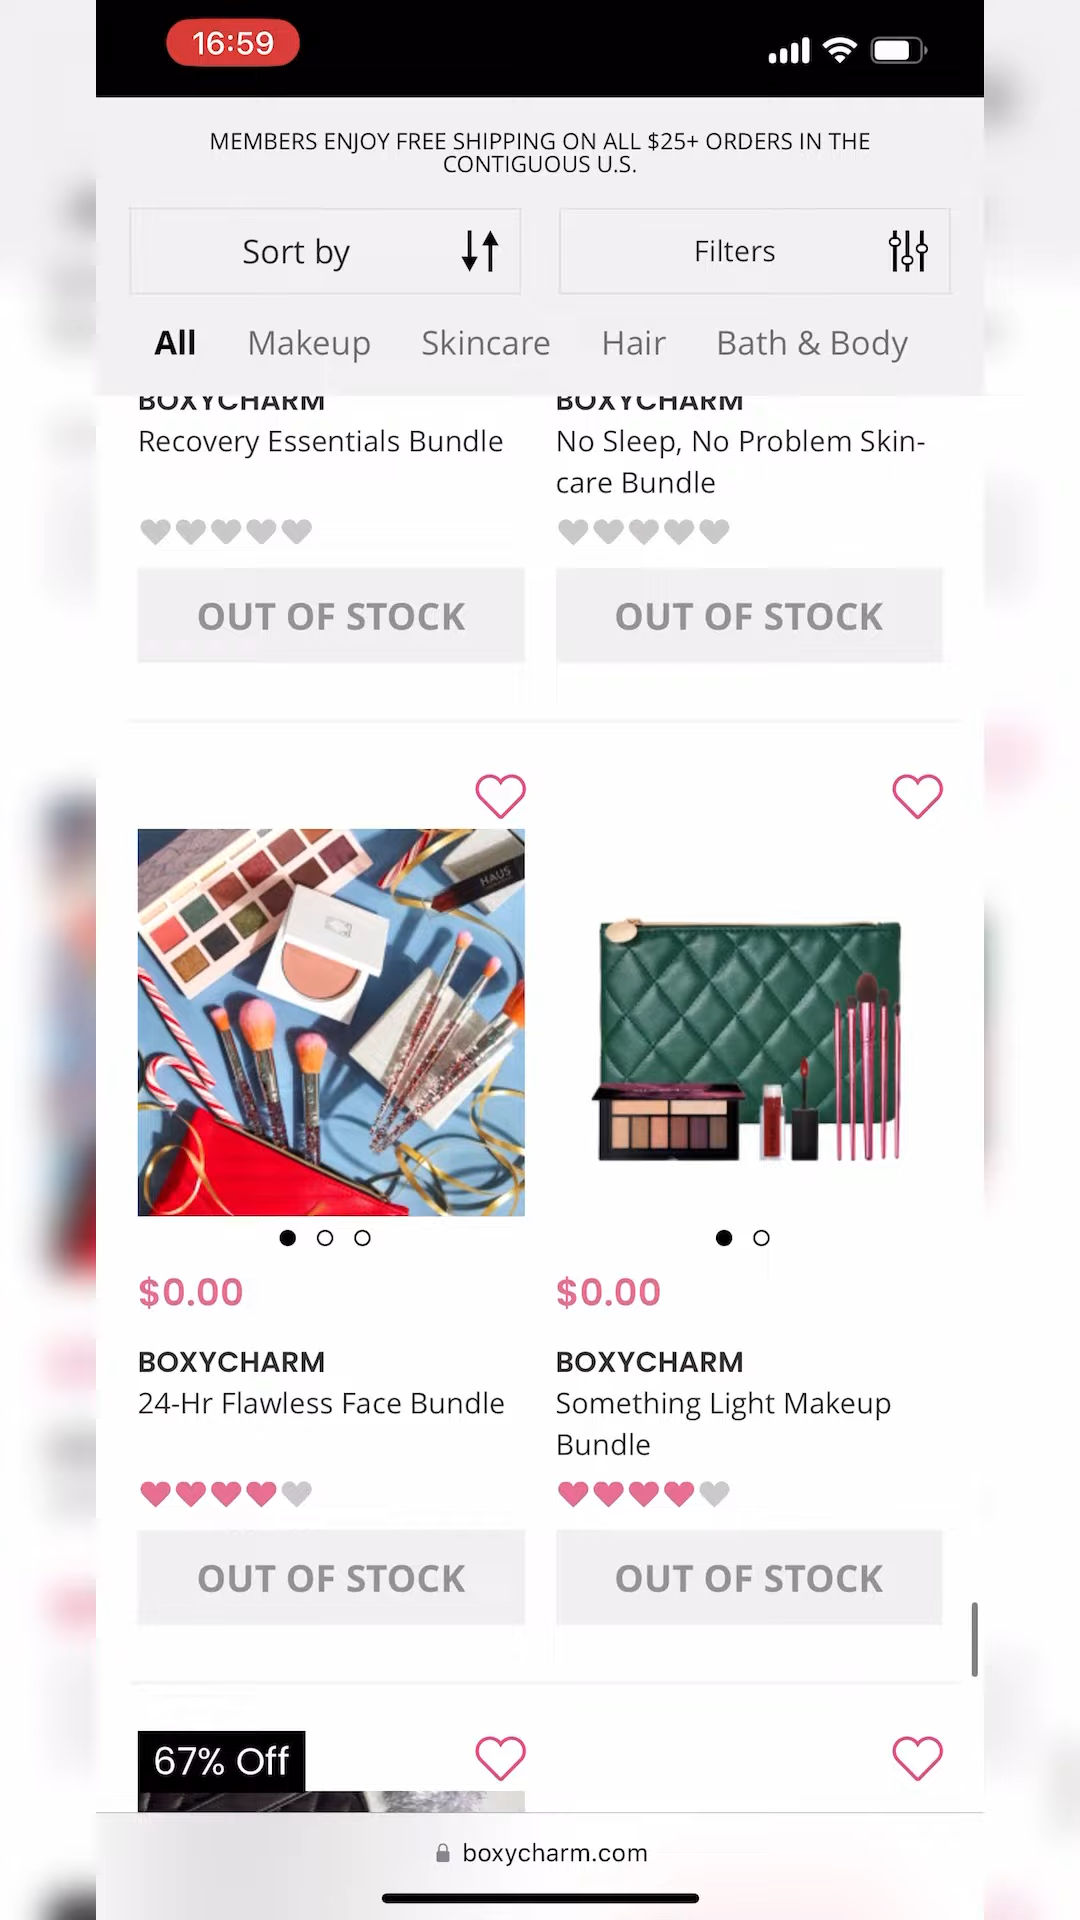 16:59
MEMBERS ENJOY FREE SHIPPING ON ALL $25+ ORDERS IN THE
CONTIGUOUS U.S.
Sort by
Filters
All Makeup Skincare Hair Bath & Body
BOXYCHARM
Recovery Essentials Bundle
BOXYCHARM
No Sleep, No Problem Skin-
care Bundle
OUT OF STOCK
OUT OF STOCK
HAUS
$0.00
BOXYCHARM
24-Hr Flawless Face Bundle
OUT OF STOCK
$0.00
BOXYCHARM
Something Light Makeup
Bundle
OUT OF STOCK
67% Off
boxycharm.com